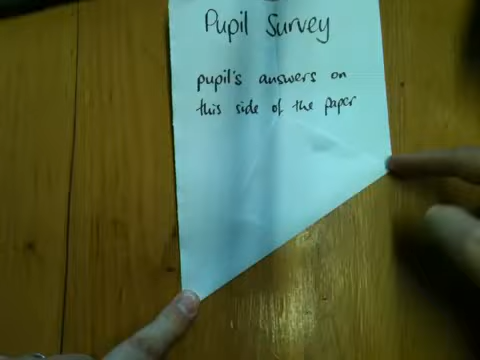 Pupil Survey
pupil's answers on
this side of the paper